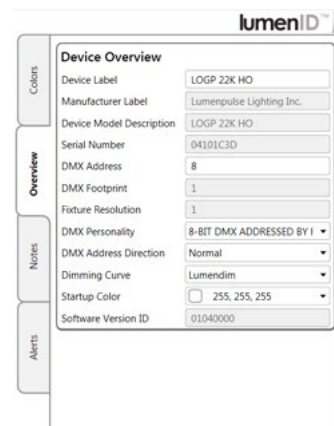 lumenID™
Colors
Overview
Notes
Alerts
Device Overview
Device Label LOGP 22K HO
Manufacturer Label Lumenpulse Lighting Inc.
Device Model Description LOGP 22K HO
Serial Number 04101C3D
DMX Address 8
DMX Footprint 1
Fixture Resolution 1
DMX Personality 8-BIT DMX ADDRESSED BY
DMX Address Direction Normal
Dimming Curve Lumendim
Startup Color 255, 255, 255
Software Version ID 01040000